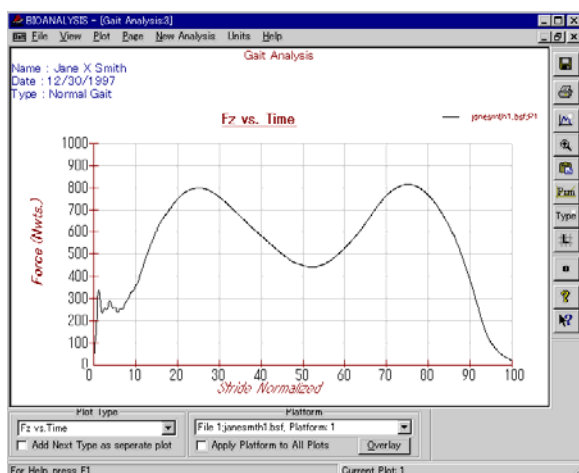 BIOANALYSIS - [Gait Analysis:3]
File View Plot Page New Analysis Units Help
Gait Analysis
Name : Jane X Smith
Date : 12/30/1997
Type : Normal Gait
Fz vs. Time
janesmth1.bsf:P1
1000
900
800
700
600
500
400
300
200
100
0
Force (Nwts.)
0 10 20 30 40 50 60 70 80 90 100
Stride Normalized
Type
Plot Type
Fz vs.Time
Add Next Type as seperate plot
Platform
File 1:janesmth1.bsf, Platform: 1
Apply Platform to All Plots
Overlay
For Help, press F1
Current Plot: 1